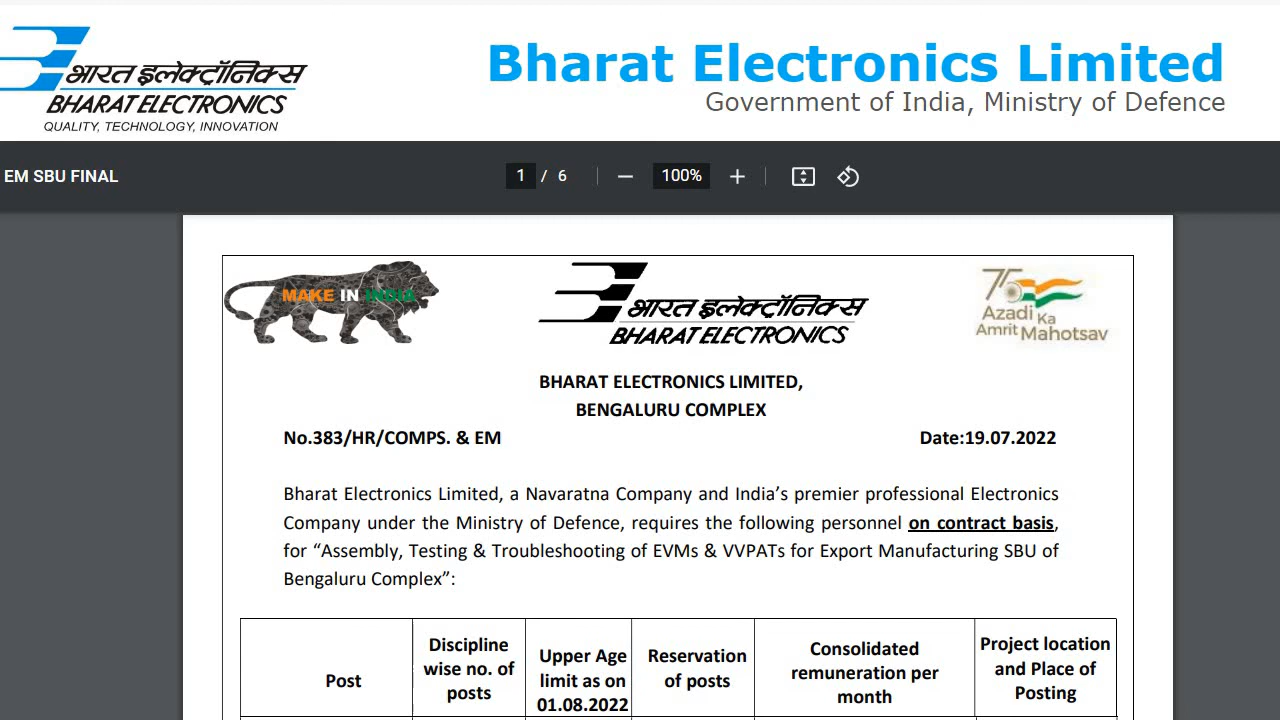 भारत इलेक्ट्रॉनिक्स
BHARAT ELECTRONICS
QUALITY, TECHNOLOGY, INNOVATION
Bharat Electronics Limited
Government of India, Ministry of Defence
EM SBU FINAL
1 / 6
100%
MAKE IN INDIA
भारत इलेक्ट्रॉनिक्स
BHARAT ELECTRONICS
75
Azadi Ka
Amrit Mahotsav
BHARAT ELECTRONICS LIMITED,
BENGALURU COMPLEX
No.383/HR/COMPS. & EM Date:19.07.2022
Bharat Electronics Limited, a Navaratna Company and India’s premier professional Electronics
Company under the Ministry of Defence, requires the following personnel on contract basis,
for “Assembly, Testing & Troubleshooting of EVMs & VVPATs for Export Manufacturing SBU of
Bengaluru Complex”:
Post
Discipline
wise no. of
posts
Upper Age
limit as on
01.08.2022
Reservation
of posts
Consolidated
remuneration per
month
Project location
and Place of
Posting